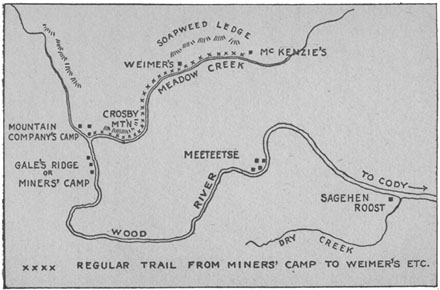 SOAPWEED LEDGE
McKENZIE'S
WEIMER'S
MEADOW CREEK
CROSBY
MT'N
MOUNTAIN
COMPANY'S CAMP
GALE'S RIDGE
OR
MINERS' CAMP
MEETEETSE
TO CODY
SAGEHEN
ROOST
WOOD RIVER
DRY CREEK
xxxx REGULAR TRAIL FROM MINERS' CAMP TO WEIMER'S ETC.